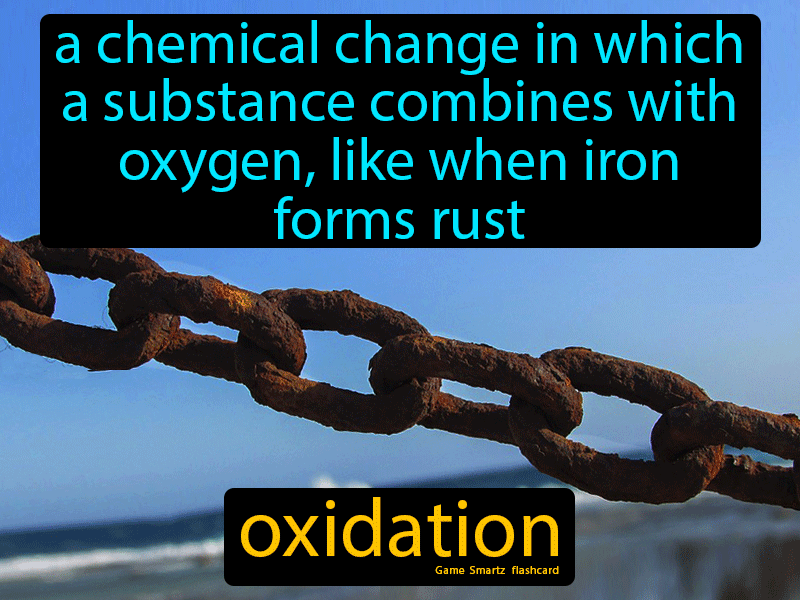 a chemical change in which
a substance combines with
oxygen, like when iron
forms rust
oxidation
Game Smartz flashcard